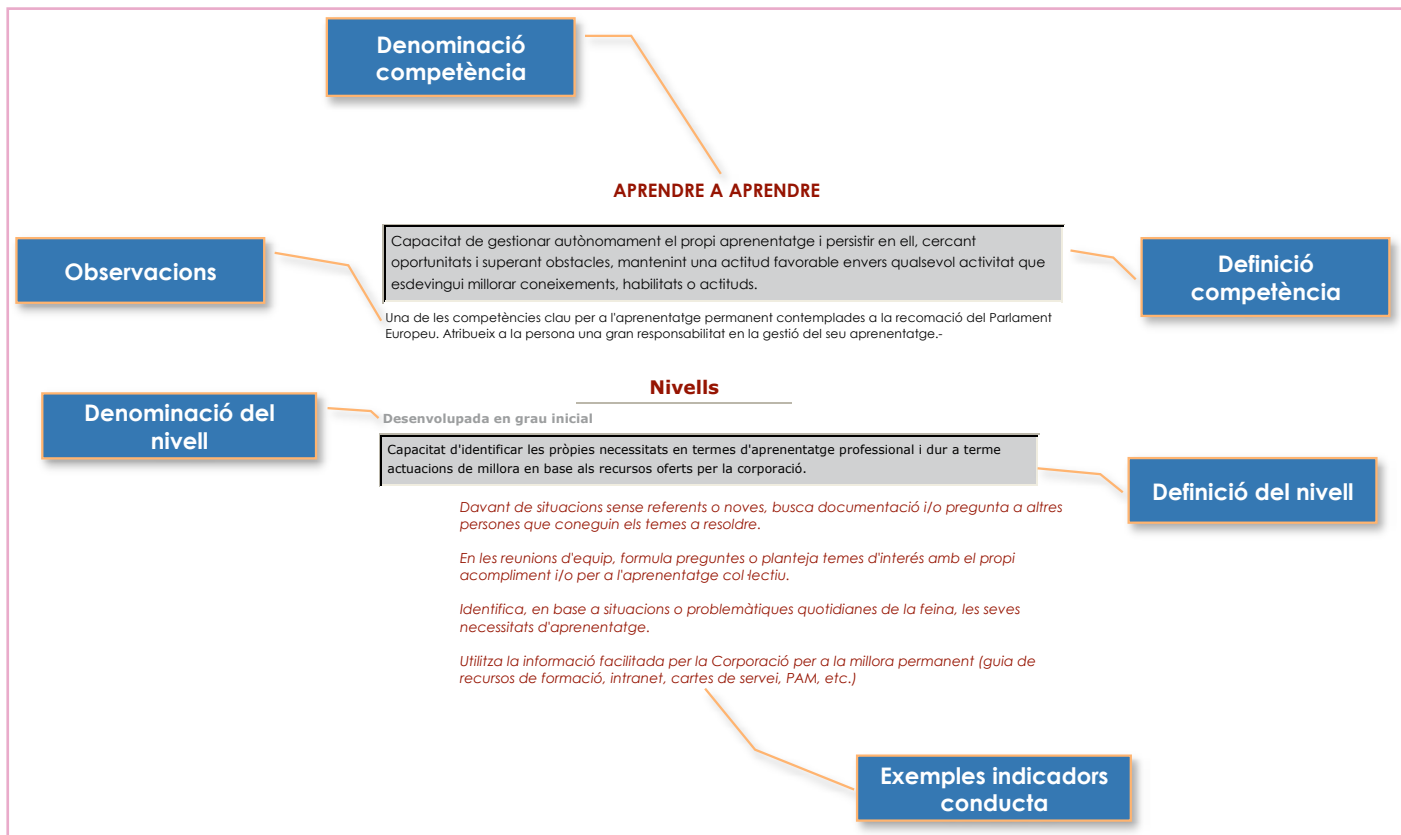 Denominació
competència
APRENDRE A APRENDRE
Observacions
Capacitat de gestionar autònomament el propi aprenentatge i persistir en ell, cercant
oportunitats i superant obstacles, mantenint una actitud favorable envers qualsevol activitat que
esdevingui millorar coneixements, habilitats o actituds.
Definició
competència
Una de les competències clau per a l'aprenentatge permanent contemplades a la recomació del Parlament
Europeu. Atribueix a la persona una gran responsabilitat en la gestió del seu aprenentatge.-
Nivells
Denominació del
nivell
Desenvolupada en grau inicial
Capacitat d'identificar les pròpies necessitats en termes d'aprenentatge professional i dur a terme
actuacions de millora en base als recursos oferts per la corporació.
Definició del nivell
Davant de situacions sense referents o noves, busca documentació i/o pregunta a altres
persones que coneguin els temes a resoldre.
En les reunions d'equip, formula preguntes o planteja temes d'interés amb el propi
acompliment i/o per a l'aprenentatge col·lectiu.
Identifica, en base a situacions o problemàtiques quotidianes de la feina, les seves
necessitats d'aprenentatge.
Utilitza la informació facilitada per la Corporació per a la millora permanent (guia de
recursos de formació, intranet, cartes de servei, PAM, etc.)
Exemples indicadors
conducta